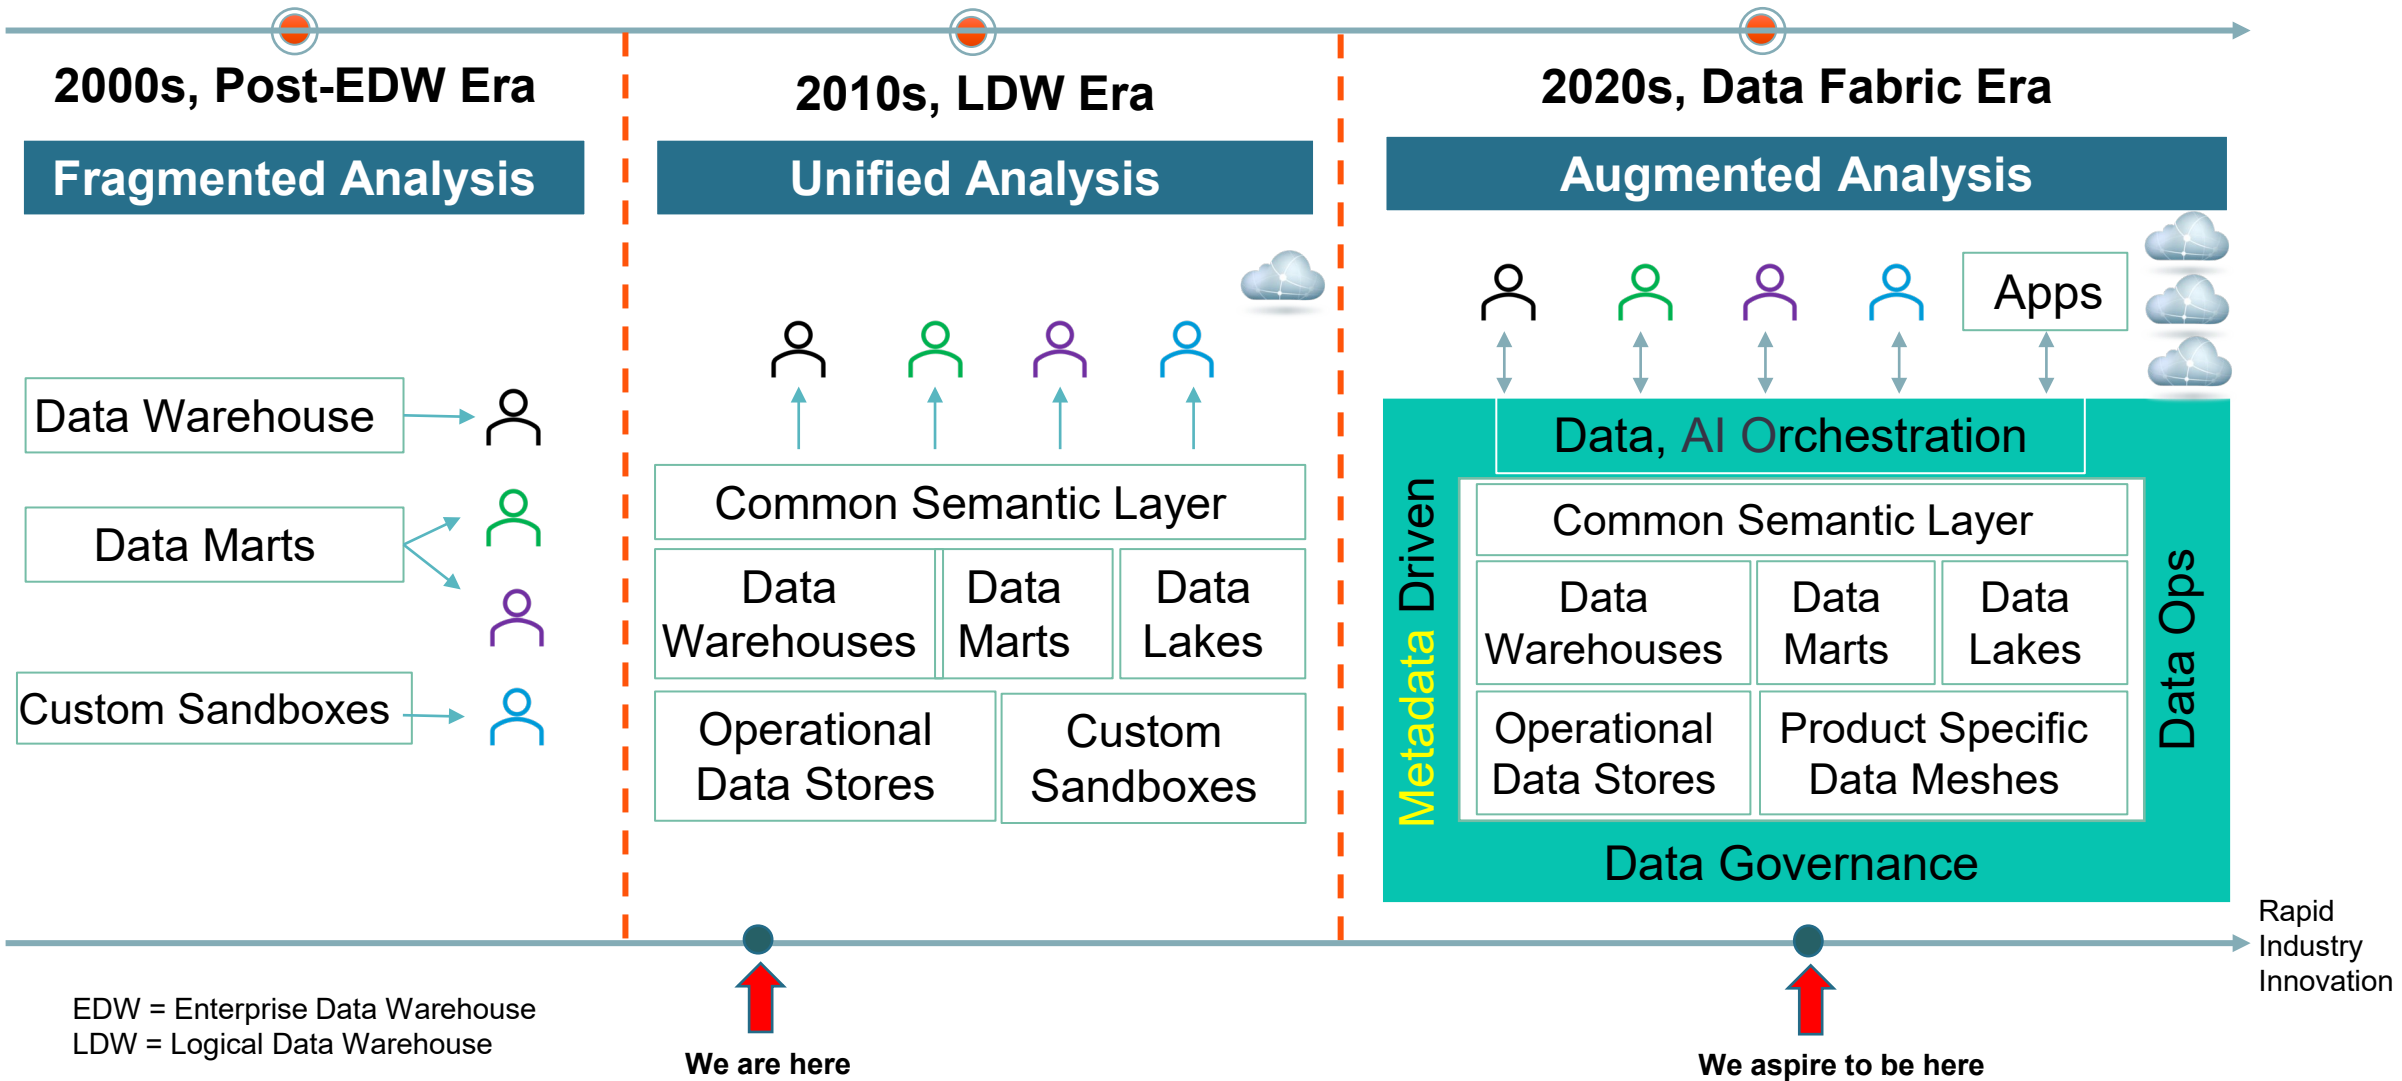 2000s, Post-EDW Era
Fragmented Analysis
Data Warehouse
Data Marts
Custom Sandboxes
2010s, LDW Era
Unified Analysis
Common Semantic Layer
Data
Warehouses
Data
Marts
Data
Lakes
Operational
Data Stores
Custom
Sandboxes
2020s, Data Fabric Era
Augmented Analysis
Apps
Data, AI Orchestration
Metadata Driven
Common Semantic Layer
Data
Warehouses
Data
Marts
Data
Lakes
Operational
Data Stores
Product Specific
Data Meshes
Data Ops
Data Governance
Rapid
Industry
Innovation
EDW = Enterprise Data Warehouse
LDW = Logical Data Warehouse
We are here
We aspire to be here